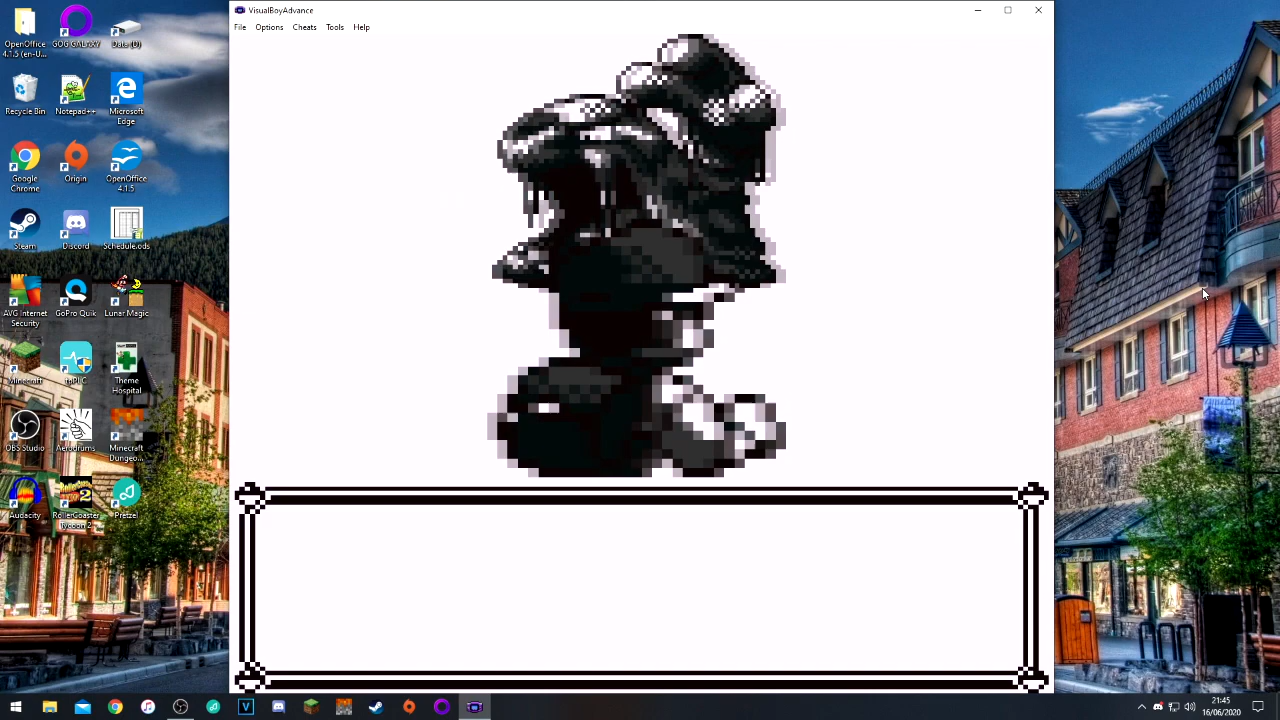 VisualBoyAdvance
File Options Cheats Tools Help
OpenOffice 4.1.5 (en-U...
GOG GALAXY
Data (D)
Recycle Bin
Notepad++
Microsoft Edge
Google Chrome
Origin
OpenOffice 4.1.5
Steam
Discord
Schedule.ods
AVG Internet Security
GoPro Quik
Lunar Magic
Minecraft
Theme Hospital
OBS Studio
Aerodrums
Minecraft Dungeo...
Audacity
RollerCoaster Tycoon 2
Pretzel
21:45
16/06/2020